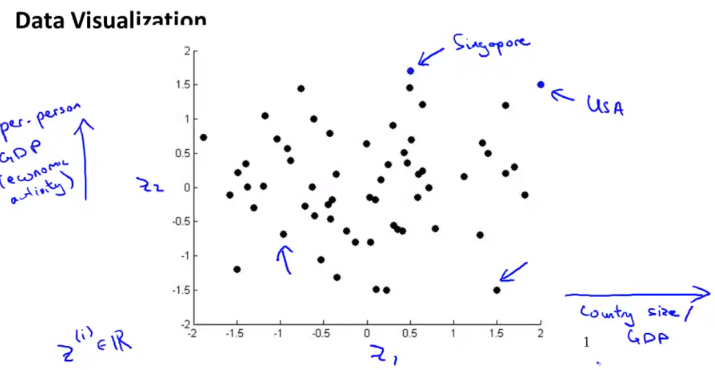 Data Visualization
Singapore
USA
per-person
GDP
(economic
activity)
2
1.5
1
0.5
0
-0.5
-1
-1.5
-2
z2
-2 -1.5 -1 -0.5 0 0.5 1 1.5 2
z1
Country size/
GDP
1
z(i) ∈ ℝ